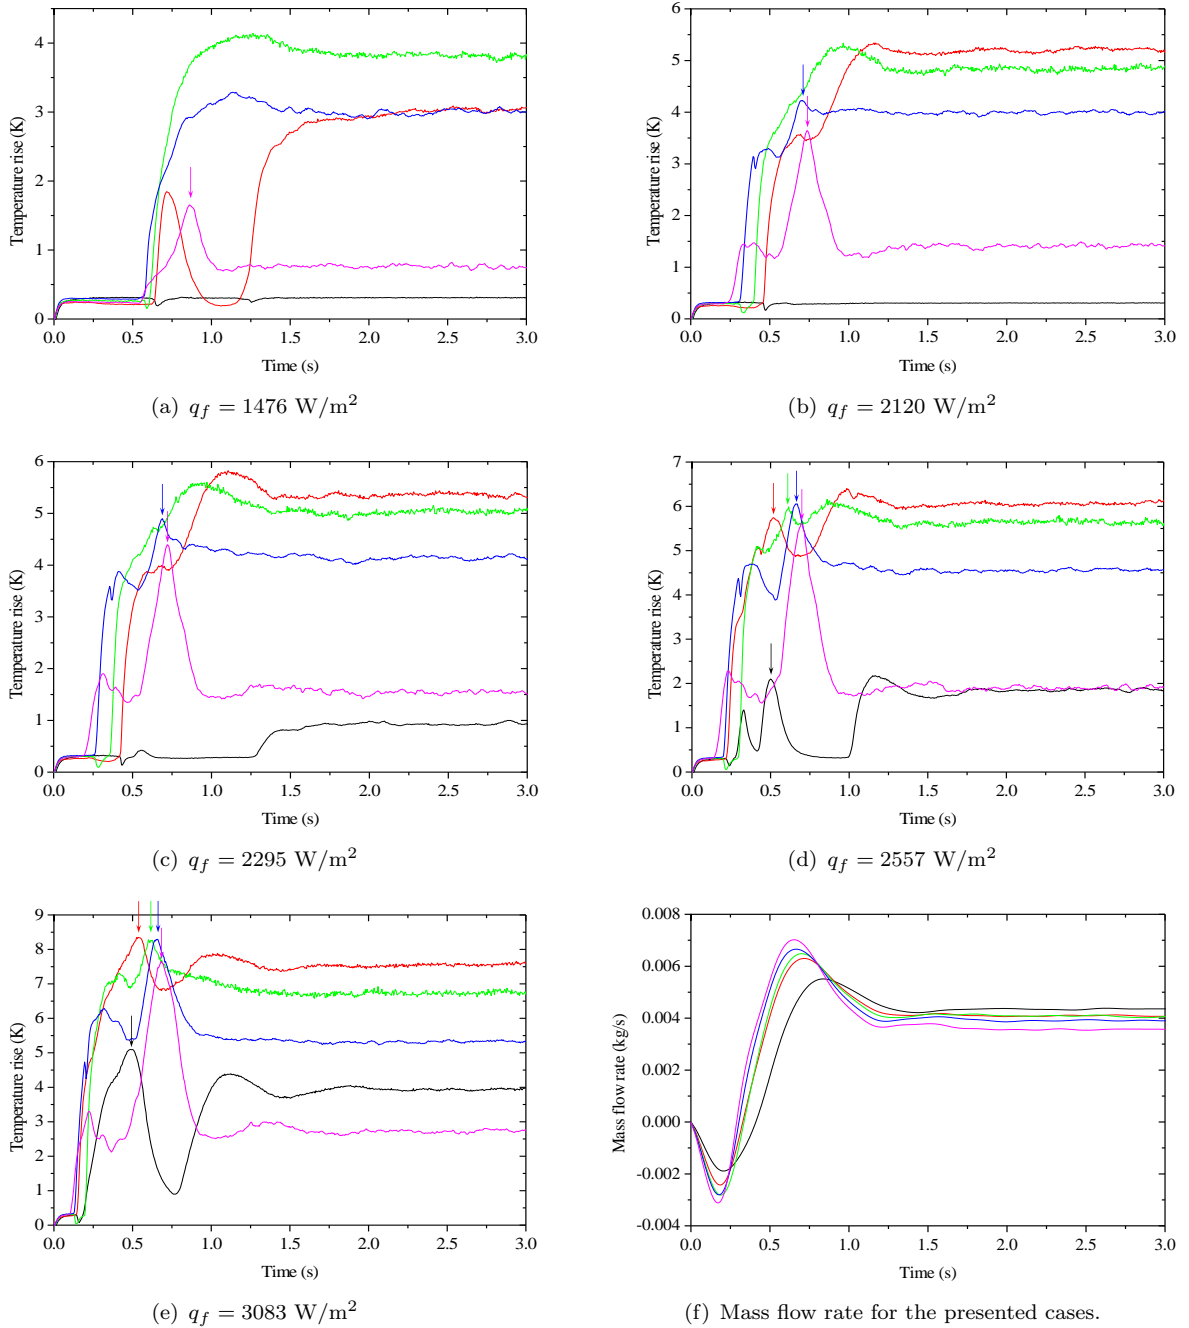 4
3
2
1
0
Temperature rise (K)
0.0 0.5 1.0 1.5 2.0 2.5 3.0
Time (s)
(a) q_f = 1476 W/m²
6
5
4
3
2
1
0
Temperature rise (K)
0.0 0.5 1.0 1.5 2.0 2.5 3.0
Time (s)
(b) q_f = 2120 W/m²
6
5
4
3
2
1
0
Temperature rise (K)
0.0 0.5 1.0 1.5 2.0 2.5 3.0
Time (s)
(c) q_f = 2295 W/m²
7
6
5
4
3
2
1
0
Temperature rise (K)
0.0 0.5 1.0 1.5 2.0 2.5 3.0
Time (s)
(d) q_f = 2557 W/m²
9
8
7
6
5
4
3
2
1
0
Temperature rise (K)
0.0 0.5 1.0 1.5 2.0 2.5 3.0
Time (s)
(e) q_f = 3083 W/m²
0.008
0.006
0.004
0.002
0.000
-0.002
-0.004
Mass flow rate (kg/s)
0.0 0.5 1.0 1.5 2.0 2.5 3.0
Time (s)
(f) Mass flow rate for the presented cases.